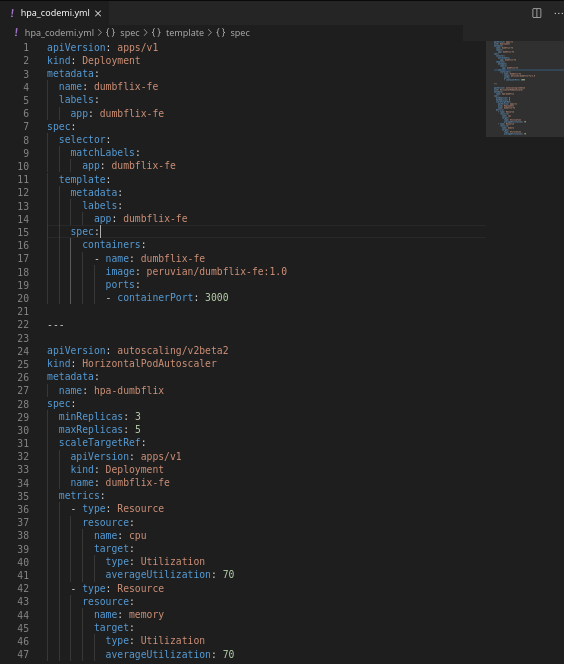 ! hpa_codemi.yml ×
! hpa_codemi.yml > {} spec > {} template > {} spec
1 apiVersion: apps/v1
2 kind: Deployment
3 metadata:
4   name: dumbflix-fe
5   labels:
6     app: dumbflix-fe
7 spec:
8   selector:
9     matchLabels:
10       app: dumbflix-fe
11   template:
12     metadata:
13       labels:
14         app: dumbflix-fe
15     spec:
16       containers:
17         - name: dumbflix-fe
18           image: peruvian/dumbflix-fe:1.0
19           ports:
20           - containerPort: 3000
21
22 ---
23
24 apiVersion: autoscaling/v2beta2
25 kind: HorizontalPodAutoscaler
26 metadata:
27   name: hpa-dumbflix
28 spec:
29   minReplicas: 3
30   maxReplicas: 5
31   scaleTargetRef:
32     apiVersion: apps/v1
33     kind: Deployment
34     name: dumbflix-fe
35   metrics:
36     - type: Resource
37       resource:
38         name: cpu
39         target:
40           type: Utilization
41           averageUtilization: 70
42     - type: Resource
43       resource:
44         name: memory
45         target:
46           type: Utilization
47           averageUtilization: 70